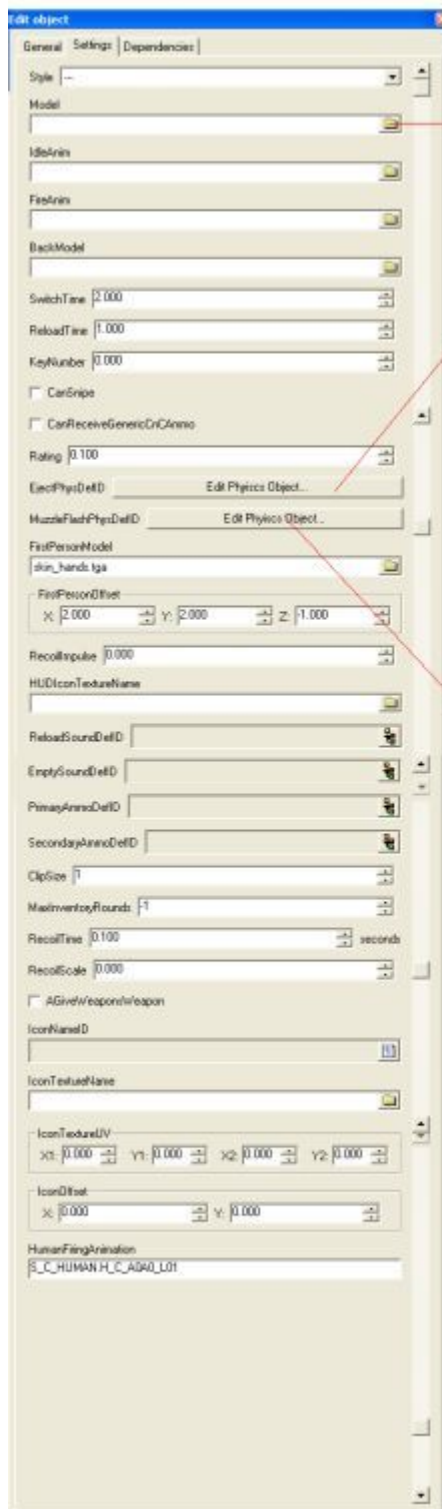 Edit object
General Settings Dependencies
Style ---
Model
IdleAnim
FireAnim
BackModel
SwitchTime 2.000
ReloadTime 1.000
KeyNumber 0.000
CanSnipe
CanReceiveGenericCnCAmmo
Rating 0.100
EjectPhysDefID Edit Phyiscs Object...
MuzzleFlashPhysDefID Edit Phyiscs Object...
FirstPersonModel
skin_hands.tga
FirstPersonOffset
X: 2.000 Y: 2.000 Z: -1.000
RecoilImpulse 0.000
HUDIconTextureName
ReloadSoundDefID
EmptySoundDefID
PrimaryAmmoDefID
SecondaryAmmoDefID
ClipSize 1
MaxInventoryRounds -1
RecoilTime 0.100 seconds
RecoilScale 0.000
AGiveWeaponsWeapon
IconNameID
IconTextureName
IconTextureUV
X1: 0.000 Y1: 0.000 X2: 0.000 Y2: 0.000
IconOffset
X: 0.000 Y: 0.000
HumanFiringAnimation
S_C_HUMAN.H_C_A0A0_L01